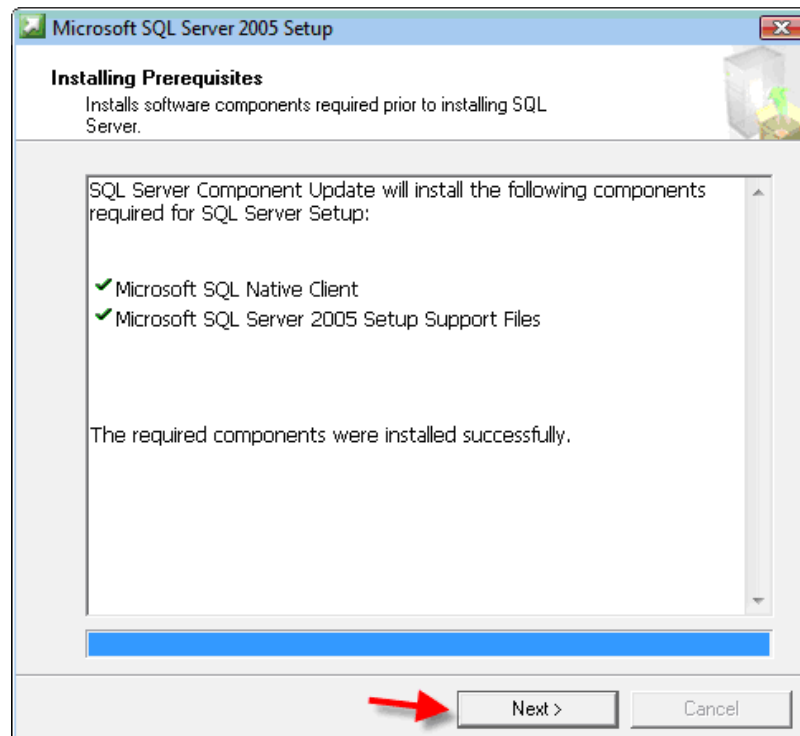 Microsoft SQL Server 2005 Setup
Installing Prerequisites
Installs software components required prior to installing SQL
Server.
SQL Server Component Update will install the following components
required for SQL Server Setup:
Microsoft SQL Native Client
Microsoft SQL Server 2005 Setup Support Files
The required components were installed successfully.
Next >
Cancel